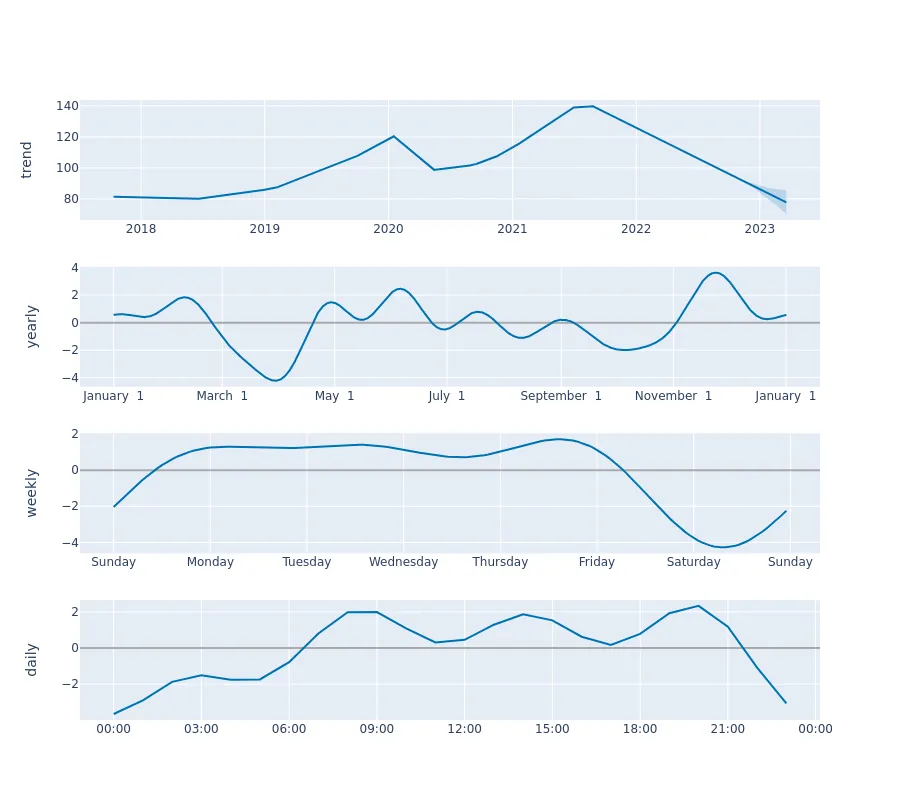 trend
140
120
100
80
2018 2019 2020 2021 2022 2023
yearly
4
2
0
−2
−4
January 1 March 1 May 1 July 1 September 1 November 1 January 1
weekly
2
0
−2
−4
Sunday Monday Tuesday Wednesday Thursday Friday Saturday Sunday
daily
2
0
−2
00:00 03:00 06:00 09:00 12:00 15:00 18:00 21:00 00:00